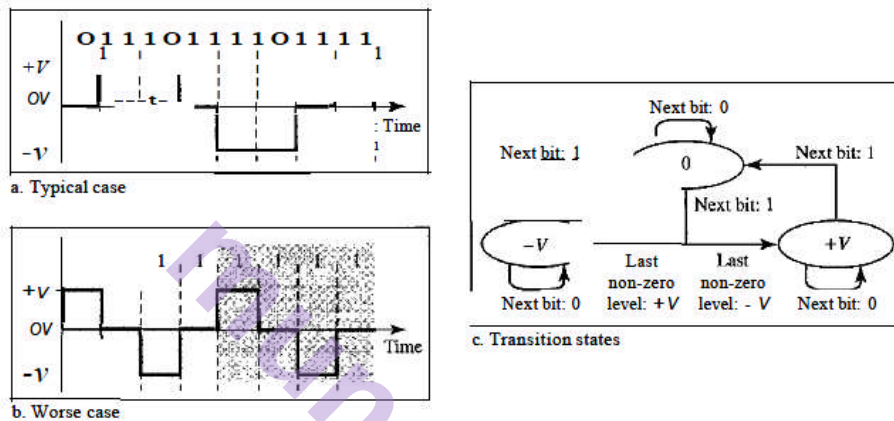 0 1 1 1 0 1 1 1 1 0 1 1 1 1
1
1
+V
0V
t
: Time
1
-V
a. Typical case
1 1 1 1 1 1
+V
0V
Time
-V
b. Worse case
Next bit: 0
Next bit: 1
0
Next bit: 1
Next bit: 1
-V
+V
Last non-zero level: +V
Last non-zero level: - V
Next bit: 0
Next bit: 0
c. Transition states